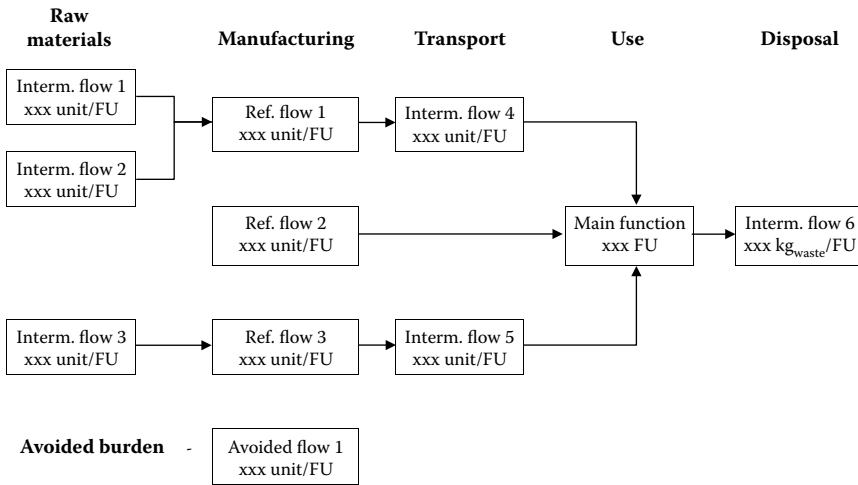 Raw
materials
Manufacturing
Transport
Use
Disposal
Interm. flow 1
xxx unit/FU
Interm. flow 2
xxx unit/FU
Ref. flow 1
xxx unit/FU
Interm. flow 4
xxx unit/FU
Ref. flow 2
xxx unit/FU
Main function
xxx FU
Interm. flow 6
xxx kg_waste/FU
Interm. flow 3
xxx unit/FU
Ref. flow 3
xxx unit/FU
Interm. flow 5
xxx unit/FU
Avoided burden -
Avoided flow 1
xxx unit/FU